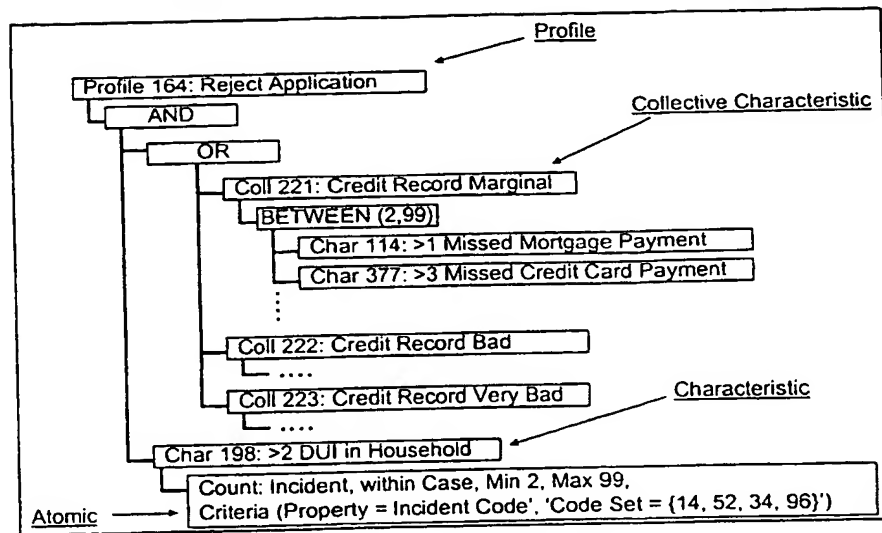 Profile
Profile 164: Reject Application
AND
Collective Characteristic
OR
Coll 221: Credit Record Marginal
BETWEEN (2,99)
Char 114: >1 Missed Mortgage Payment
Char 377: >3 Missed Credit Card Payment
Coll 222: Credit Record Bad
....
Characteristic
Coll 223: Credit Record Very Bad
....
Char 198: >2 DUI in Household
Count: Incident, within Case, Min 2, Max 99,
Criteria (Property = Incident Code', 'Code Set = {14, 52, 34, 96}')
Atomic